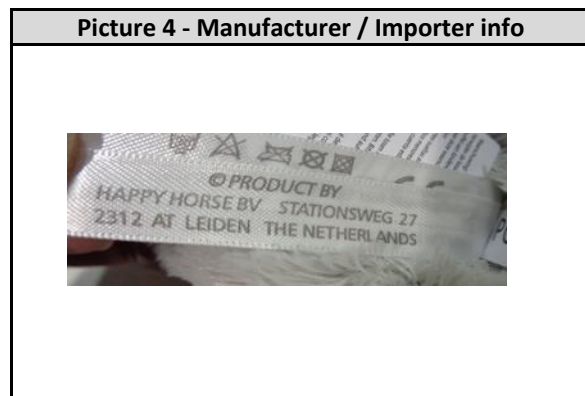 Picture 4 - Manufacturer / Importer info
© PRODUCT BY
HAPPY HORSE BV STATIONSWEG 27
2312 AT LEIDEN THE NETHERLANDS